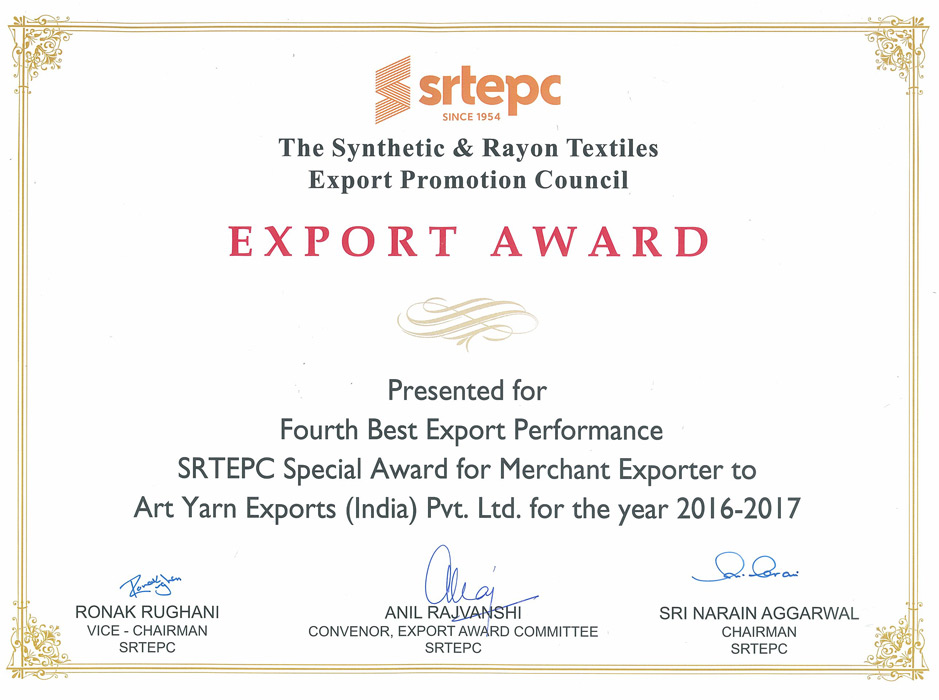 srtepc
SINCE 1954
The Synthetic & Rayon Textiles
Export Promotion Council
EXPORT AWARD
Presented for
Fourth Best Export Performance
SRTEPC Special Award for Merchant Exporter to
Art Yarn Exports (India) Pvt. Ltd. for the year 2016-2017
RONAK RUGHANI
VICE - CHAIRMAN
SRTEPC
ANIL RAJVANSHI
CONVENOR, EXPORT AWARD COMMITTEE
SRTEPC
SRI NARAIN AGGARWAL
CHAIRMAN
SRTEPC